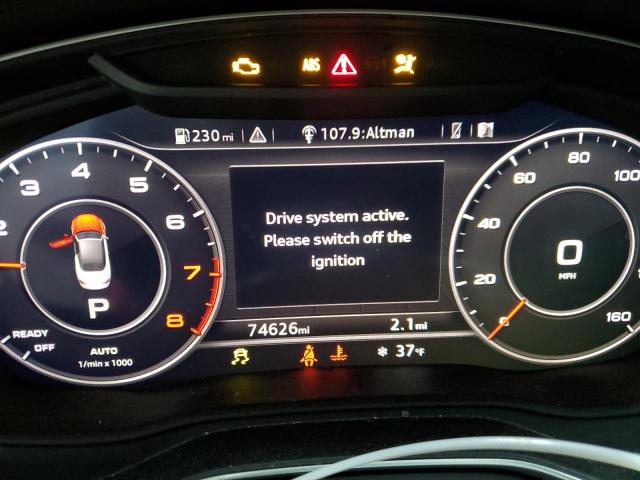 ABS
230 mi
107.9:Altman
2 3 4 5 6 7 8
P
READY
OFF
AUTO
1/min x 1000
Drive system active.
Please switch off the
ignition
74626mi 2.1mi
37°F
0 20 40 60 80 100 160
0
MPH